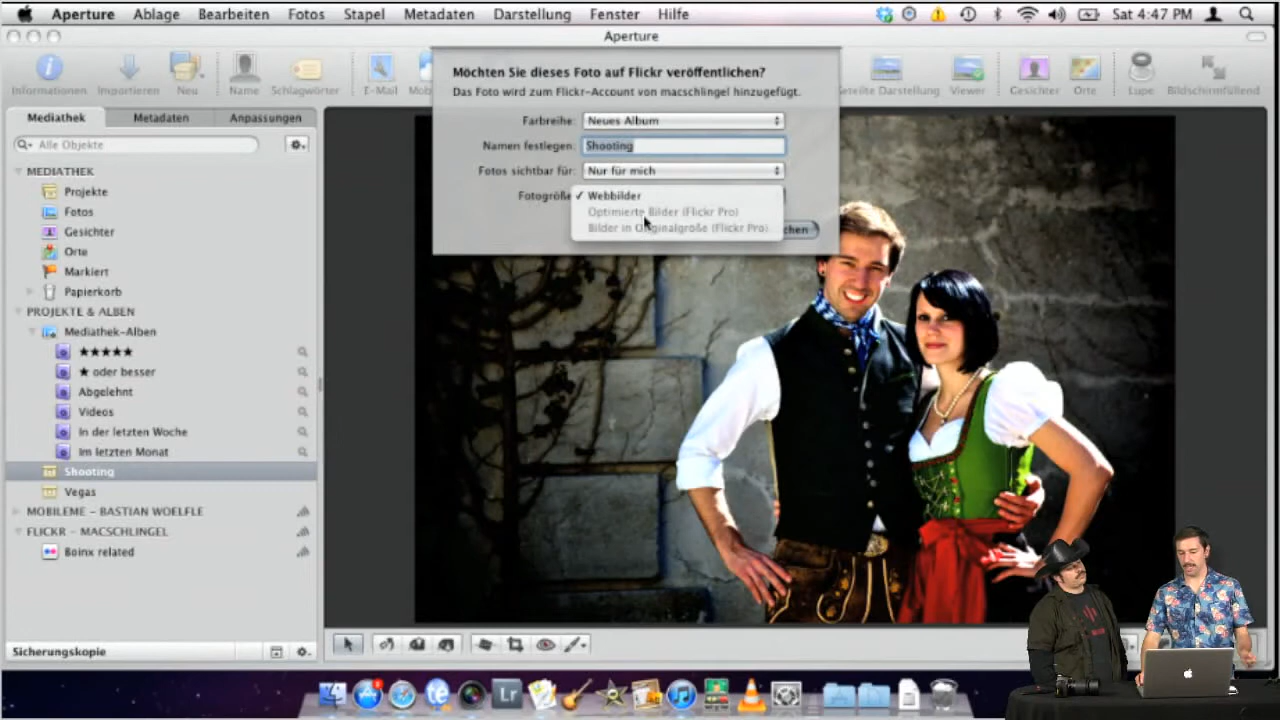 Aperture Ablage Bearbeiten Fotos Stapel Metadaten Darstellung Fenster Hilfe Sat 4:47 PM
Aperture
Informationen Importieren Neu Name Schlagwörter E-Mail Viewer Gesichter Orte Lupe Bildschirmfüllend
Möchten Sie dieses Foto auf Flickr veröffentlichen?
Das Foto wird zum Flickr-Account von macschlingel hinzugefügt.
Farbreihe: Neues Album
Namen festlegen: Shooting
Fotos sichtbar für: Nur für mich
Fotogröße ✓ Webbilder
Optimierte Bilder (Flickr Pro)
Bilder in Originalgröße (Flickr Pro)
chen
Mediathek Metadaten Anpassungen
Alle Objekte
MEDIATHEK
Projekte
Fotos
Gesichter
Orte
Markiert
Papierkorb
PROJEKTE & ALBEN
Mediathek-Alben
★★★★★
★ oder besser
Abgelehnt
Videos
In der letzten Woche
Im letzten Monat
Shooting
Vegas
MOBILEME – BASTIAN WOELFLE
FLICKR – MACSCHLINGEL
Boinx related
Sicherungskopie
Lr